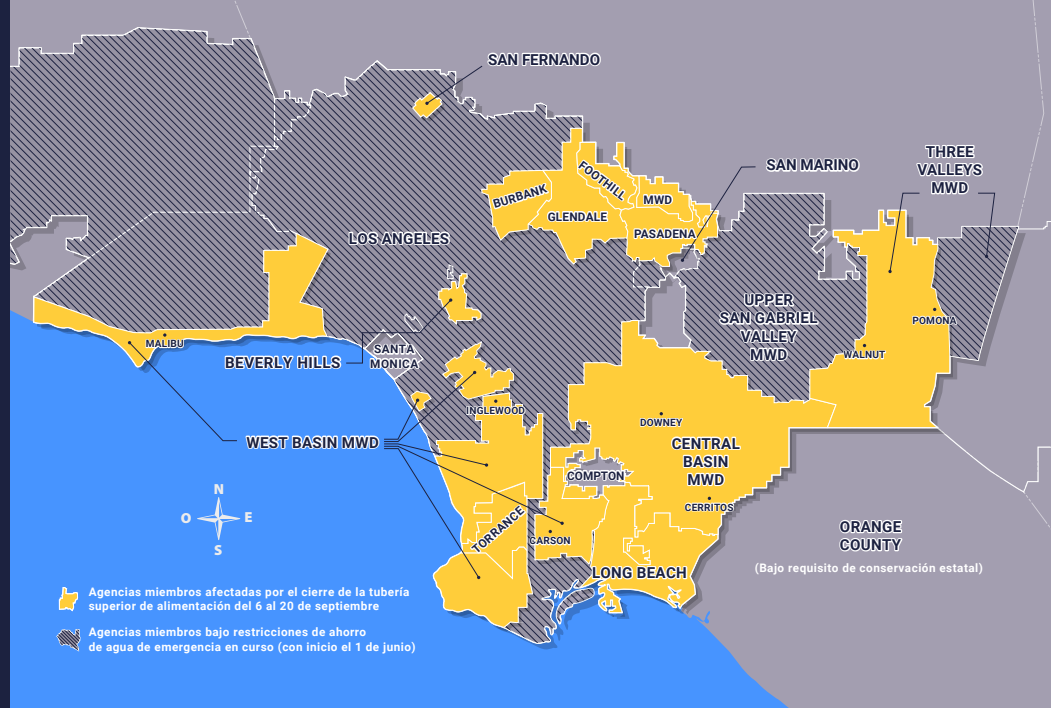 SAN FERNANDO
THREE
VALLEYS
MWD
SAN MARINO
FOOTHILL
MWD
BURBANK
GLENDALE
PASADENA
LOS ANGELES
UPPER
SAN GABRIEL
VALLEY
MWD
POMONA
WALNUT
MALIBU
BEVERLY HILLS
SANTA
MONICA
INGLEWOOD
DOWNEY
WEST BASIN MWD
CENTRAL
BASIN
MWD
COMPTON
CERRITOS
N
O
E
S
TORRANCE
CARSON
ORANGE
COUNTY
(Bajo requisito de conservación estatal)
LONG BEACH
Agencias miembros afectadas por el cierre de la tubería
superior de alimentación del 6 al 20 de septiembre
Agencias miembros bajo restricciones de ahorro
de agua de emergencia en curso (con inicio el 1 de junio)